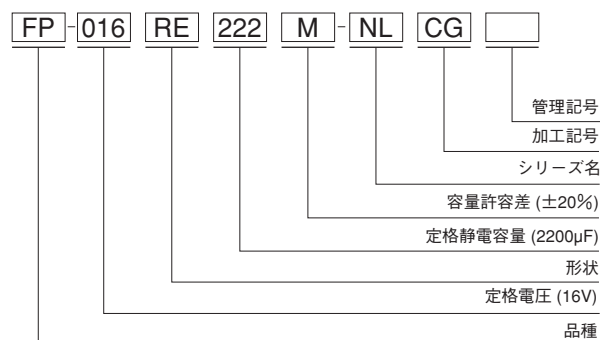 FP-016 RE 222 M-NL CG
管理記号
加工記号
シリーズ名
容量許容差 (±20%)
定格静電容量 (2200µF)
形状
定格電圧 (16V)
品種